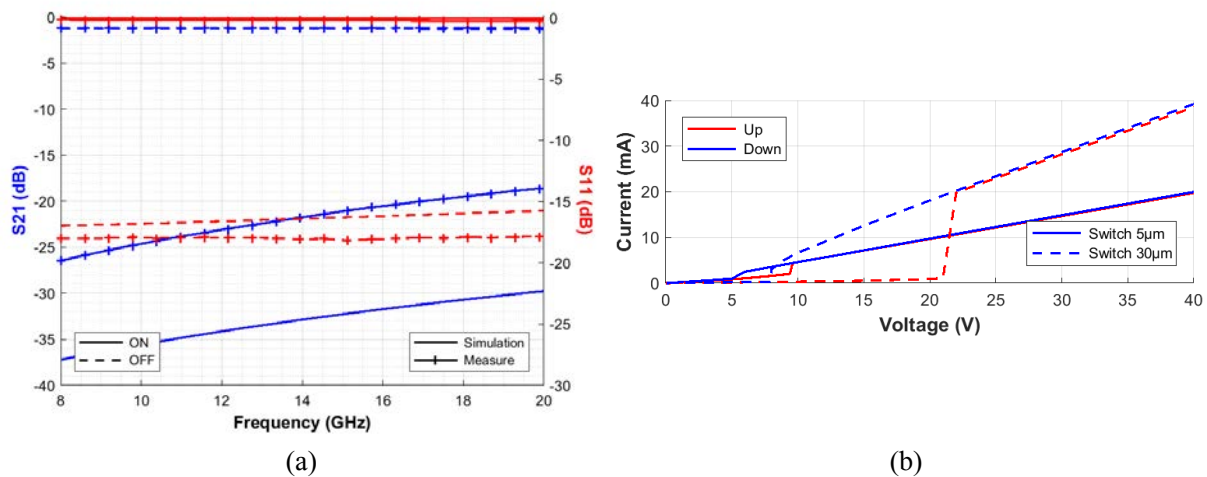 0
-5
-10
-15
-20
-25
-30
-35
-40
S21 (dB)
0
-5
-10
-15
-20
-25
-30
S11 (dB)
ON
OFF
Simulation
Measure
8 10 12 14 16 18 20
Frequency (GHz)
(a)
40
30
20
10
0
Current (mA)
Up
Down
Switch 5µm
Switch 30µm
0 5 10 15 20 25 30 35 40
Voltage (V)
(b)